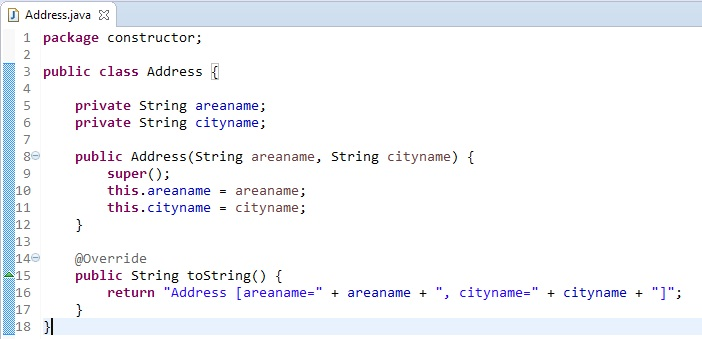 Address.java
1 package constructor;
2
3 public class Address {
4
5     private String areaname;
6     private String cityname;
7
8     public Address(String areaname, String cityname) {
9         super();
10         this.areaname = areaname;
11         this.cityname = cityname;
12     }
13
14     @Override
15     public String toString() {
16         return "Address [areaname=" + areaname + ", cityname=" + cityname + "]";
17     }
18 }